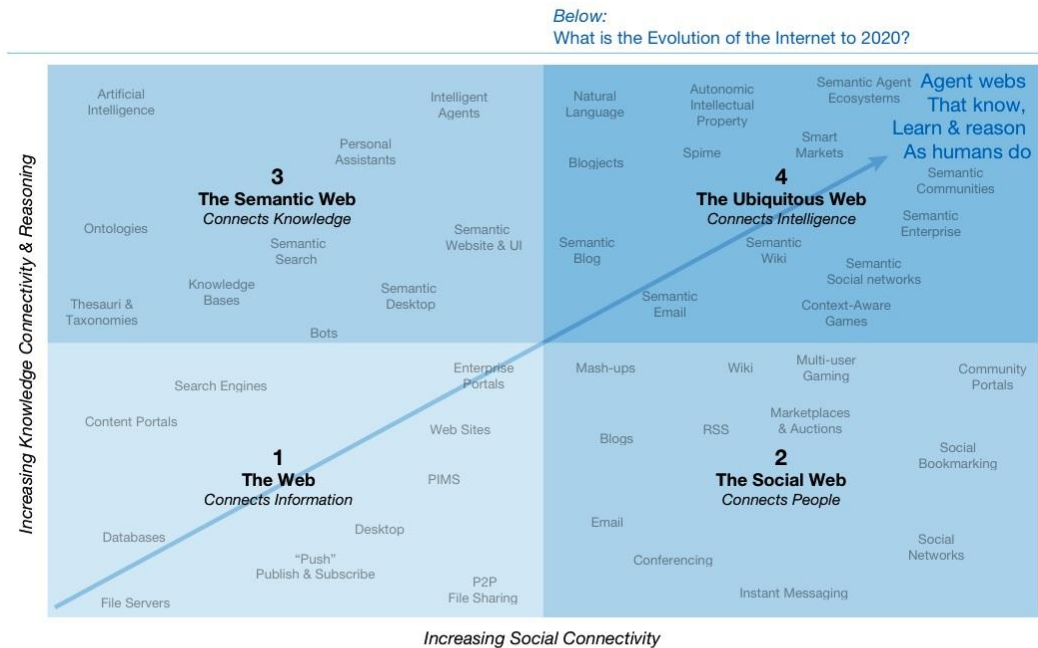 Below:
What is the Evolution of the Internet to 2020?
Increasing Knowledge Connectivity & Reasoning
Artificial
Intelligence
Intelligent
Agents
Personal
Assistants
3
The Semantic Web
Connects Knowledge
Ontologies
Semantic
Search
Semantic
Website & UI
Knowledge
Bases
Semantic
Desktop
Thesauri &
Taxonomies
Bots
Natural
Language
Autonomic
Intellectual
Property
Semantic Agent
Ecosystems
Agent webs
That know,
Learn & reason
As humans do
Blogjects
Spime
Smart
Markets
4
The Ubiquitous Web
Connects Intelligence
Semantic
Communities
Semantic
Enterprise
Semantic
Blog
Semantic
Wiki
Semantic
Social networks
Semantic
Email
Context-Aware
Games
Search Engines
Enterprise
Portals
Content Portals
Web Sites
1
The Web
Connects Information
PIMS
Databases
Desktop
“Push”
Publish & Subscribe
P2P
File Sharing
File Servers
Mash-ups
Wiki
Multi-user
Gaming
Community
Portals
Blogs
RSS
Marketplaces
& Auctions
2
The Social Web
Connects People
Social
Bookmarking
Email
Conferencing
Social
Networks
Instant Messaging
Increasing Social Connectivity